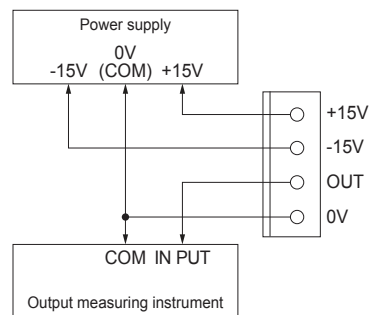 Power supply
0V
-15V (COM) +15V
+15V
-15V
OUT
0V
COM IN PUT
Output measuring instrument